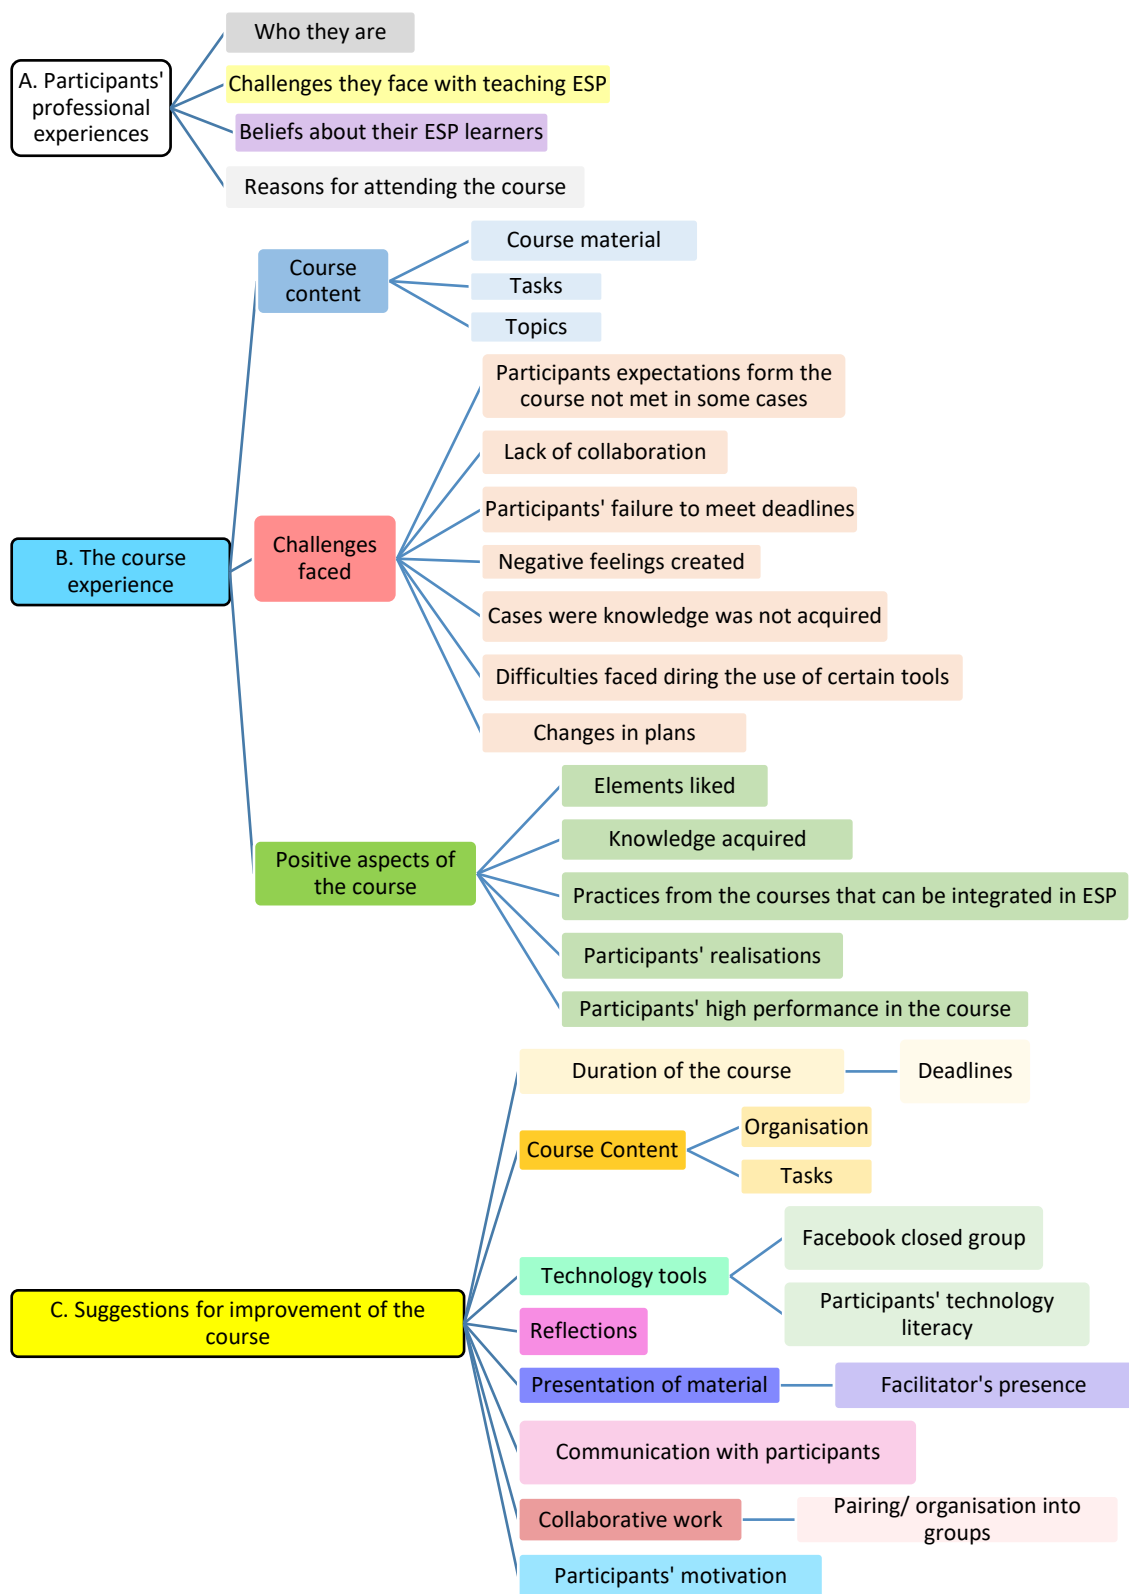 Who they are
A. Participants'
professional
experiences
Challenges they face with teaching ESP
Beliefs about their ESP learners
Reasons for attending the course
Course material
Course
content
Tasks
Topics
Participants expectations form the
course not met in some cases
Lack of collaboration
Participants' failure to meet deadlines
B. The course
experience
Challenges
faced
Negative feelings created
Cases were knowledge was not acquired
Difficulties faced diring the use of certain tools
Changes in plans
Elements liked
Knowledge acquired
Positive aspects of
the course
Practices from the courses that can be integrated in ESP
Participants' realisations
Participants' high performance in the course
Duration of the course
Deadlines
Course Content
Organisation
Tasks
Technology tools
Facebook closed group
Participants' technology
literacy
C. Suggestions for improvement of the
course
Reflections
Presentation of material
Facilitator's presence
Communication with participants
Collaborative work
Pairing/ organisation into
groups
Participants' motivation